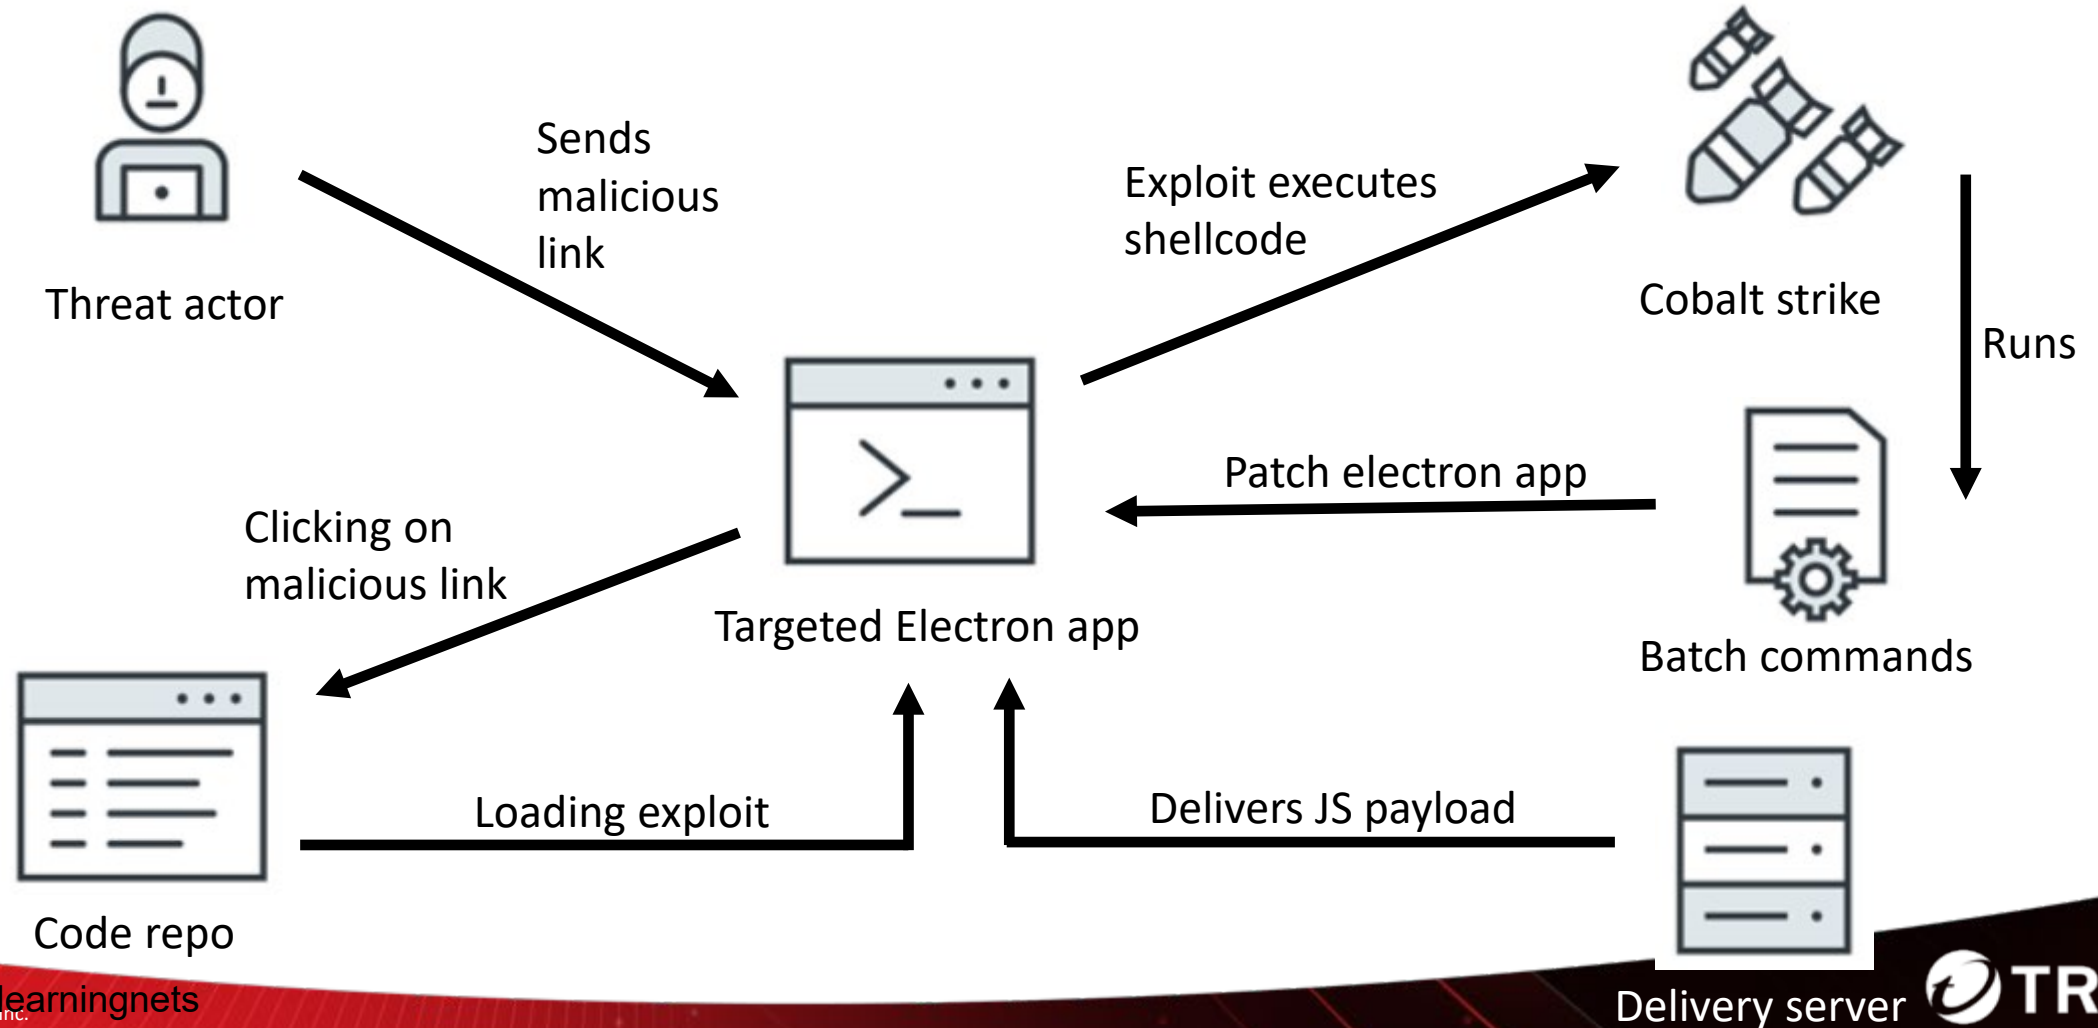 Sends
malicious
link
Threat actor
Exploit executes
shellcode
Cobalt strike
Runs
Patch electron app
Clicking on
malicious link
Targeted Electron app
Batch commands
Loading exploit
Delivers JS payload
Code repo
learningnets
Inc.
Delivery server
TR